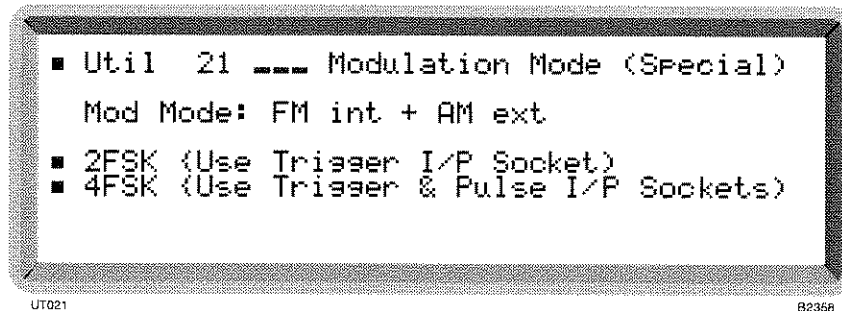 ▪ Util 21 ▃▃▃ Modulation Mode (Special)
Mod Mode: FM int + AM ext
▪ 2FSK (Use Trigger I/P Socket)
▪ 4FSK (Use Trigger & Pulse I/P Sockets)
UT021
B2358